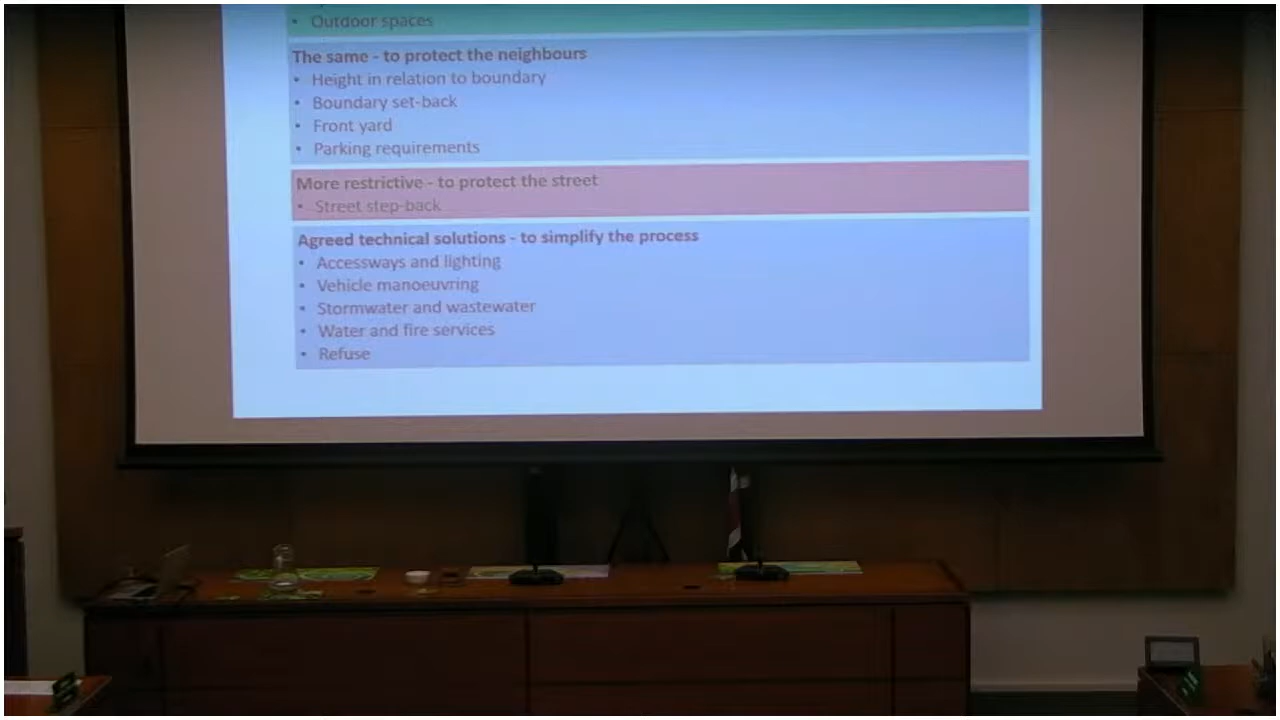 • Outdoor spaces
The same - to protect the neighbours
• Height in relation to boundary
• Boundary set-back
• Front yard
• Parking requirements
More restrictive - to protect the street
• Street step-back
Agreed technical solutions - to simplify the process
• Accessways and lighting
• Vehicle manoeuvring
• Stormwater and wastewater
• Water and fire services
• Refuse